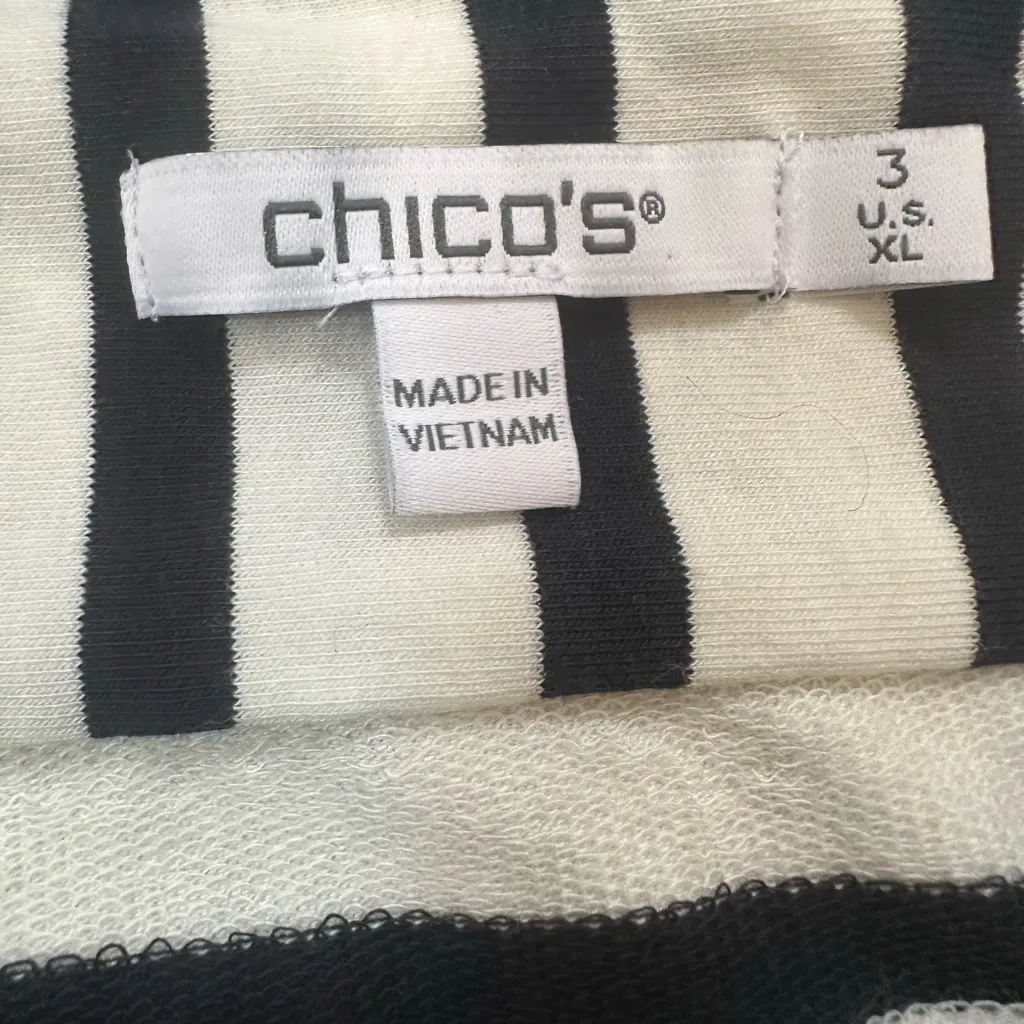 chico's®
3
U.S.
XL
MADE IN
VIETNAM